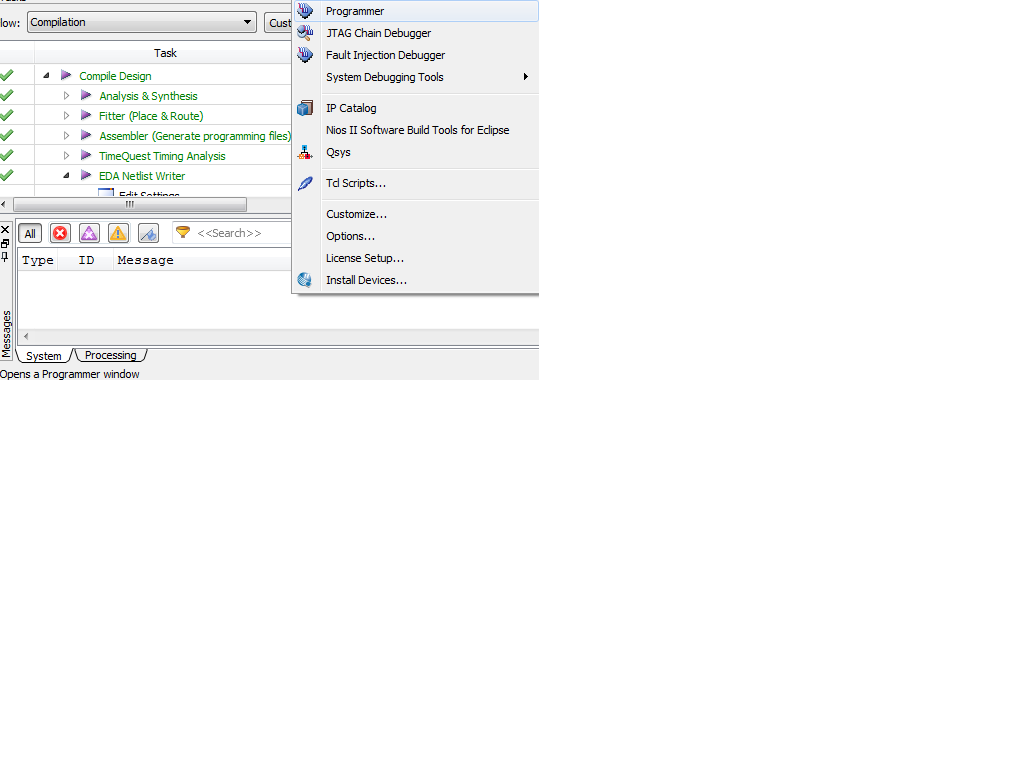 low: Compilation
Cust
Task
Compile Design
Analysis & Synthesis
Fitter (Place & Route)
Assembler (Generate programming files)
TimeQuest Timing Analysis
EDA Netlist Writer
Edit Settings
Programmer
JTAG Chain Debugger
Fault Injection Debugger
System Debugging Tools
IP Catalog
Nios II Software Build Tools for Eclipse
Qsys
Tcl Scripts...
Customize...
Options...
License Setup...
Install Devices...
All
<<Search>>
Type ID Message
Messages
System Processing
Opens a Programmer window